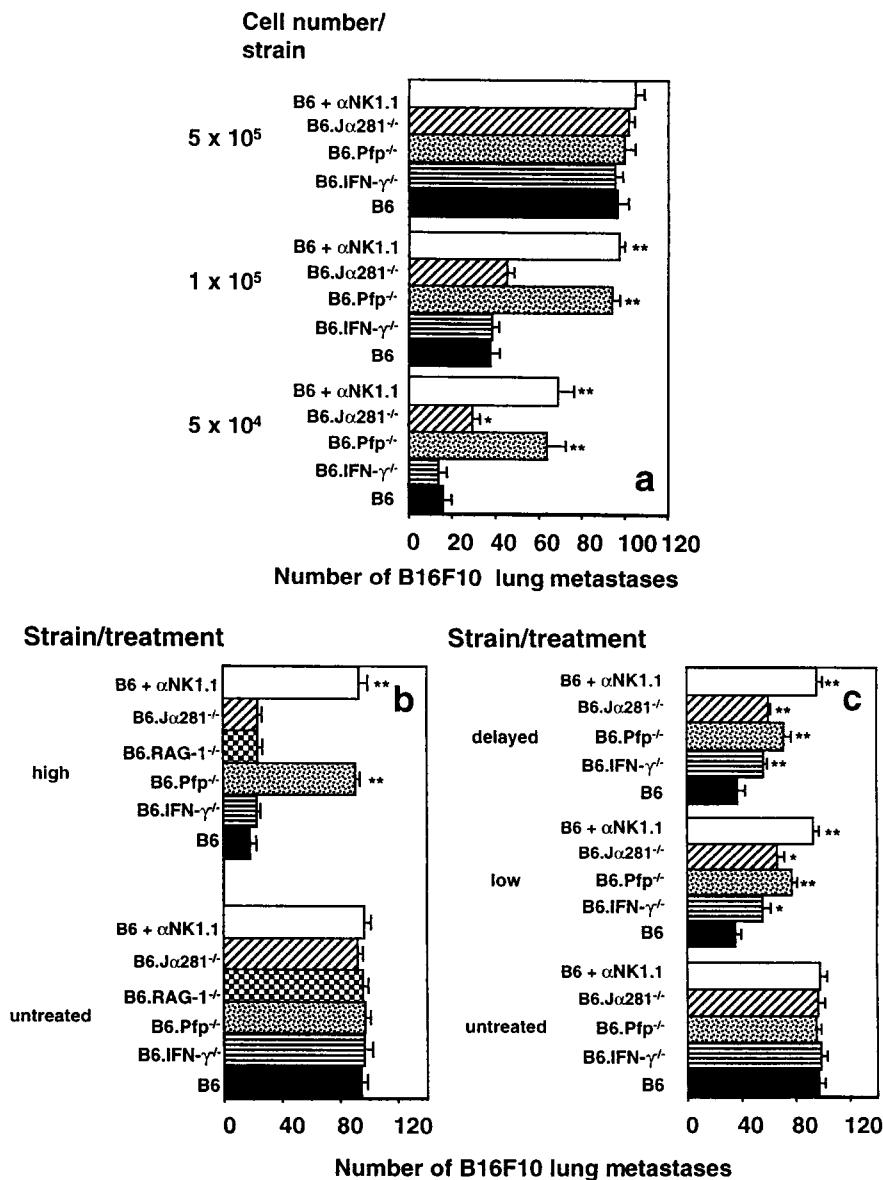 Cell number/
strain
5 x 10⁵
B6 + αNK1.1
B6.Jα281⁻/⁻
B6.Pfp⁻/⁻
B6.IFN-γ⁻/⁻
B6
1 x 10⁵
B6 + αNK1.1
**
B6.Jα281⁻/⁻
B6.Pfp⁻/⁻
**
B6.IFN-γ⁻/⁻
B6
5 x 10⁴
B6 + αNK1.1
**
B6.Jα281⁻/⁻
*
B6.Pfp⁻/⁻
**
B6.IFN-γ⁻/⁻
B6
a
0 20 40 60 80 100 120
Number of B16F10 lung metastases
Strain/treatment
high
B6 + αNK1.1
**
b
B6.Jα281⁻/⁻
B6.RAG-1⁻/⁻
B6.Pfp⁻/⁻
**
B6.IFN-γ⁻/⁻
B6
untreated
B6 + αNK1.1
B6.Jα281⁻/⁻
B6.RAG-1⁻/⁻
B6.Pfp⁻/⁻
B6.IFN-γ⁻/⁻
B6
0 40 80 120
Strain/treatment
delayed
B6 + αNK1.1
**
c
B6.Jα281⁻/⁻
**
B6.Pfp⁻/⁻
**
B6.IFN-γ⁻/⁻
**
B6
low
B6 + αNK1.1
**
B6.Jα281⁻/⁻
*
B6.Pfp⁻/⁻
**
B6.IFN-γ⁻/⁻
*
B6
untreated
B6 + αNK1.1
B6.Jα281⁻/⁻
B6.Pfp⁻/⁻
B6.IFN-γ⁻/⁻
B6
0 40 80 120
Number of B16F10 lung metastases